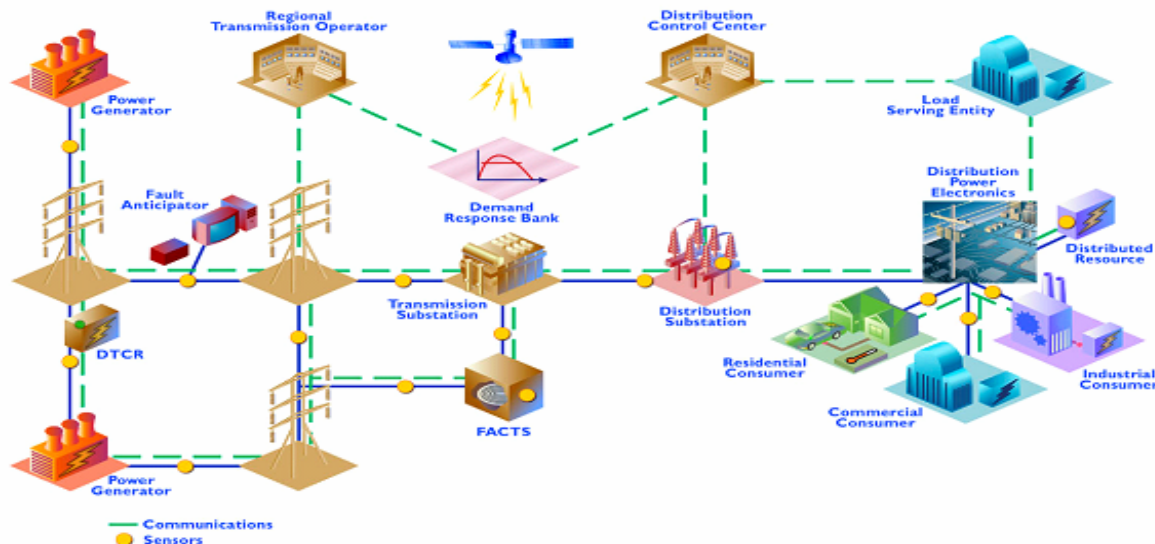 Regional
Transmission Operator
Distribution
Control Center
Power
Generator
Load
Serving Entity
Fault
Anticipator
Demand
Response Bank
Distribution
Power
Electronics
Distributed
Resource
Transmission
Substation
Distribution
Substation
DTCR
Residential
Consumer
Industrial
Consumer
Commercial
Consumer
FACTS
Power
Generator
Communications
Sensors